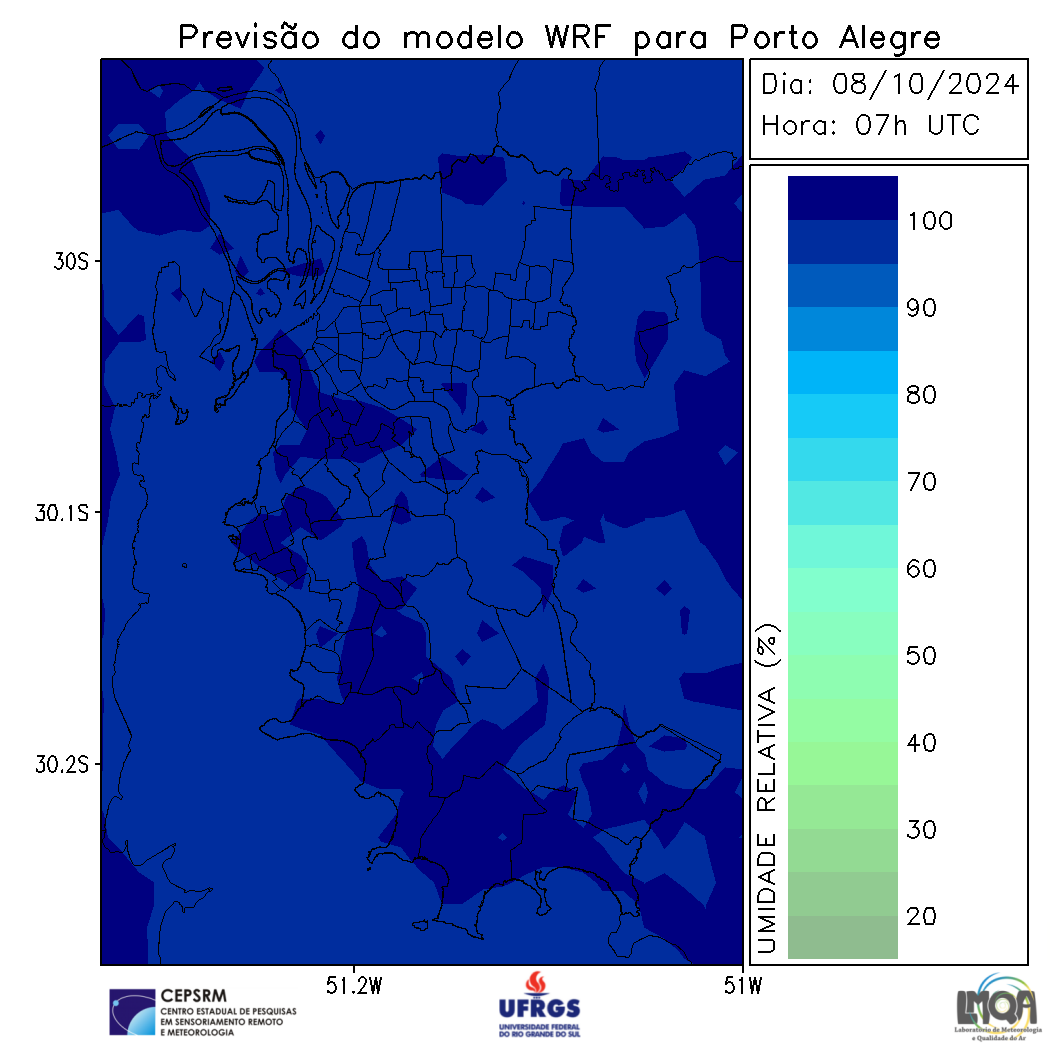 Previsão do modelo WRF para Porto Alegre
Dia: 08/10/2024
Hora: 07h UTC
100
90
80
70
60
50
40
30
20
UMIDADE RELATIVA (%)
30S
30.1S
30.2S
51.2W
51W
CEPSRM
CENTRO ESTADUAL DE PESQUISAS
EM SENSORIAMENTO REMOTO
E METEOROLOGIA
UFRGS
UNIVERSIDADE FEDERAL
DO RIO GRANDE DO SUL
LMQA
Laboratório de Meteorologia
e Qualidade do Ar